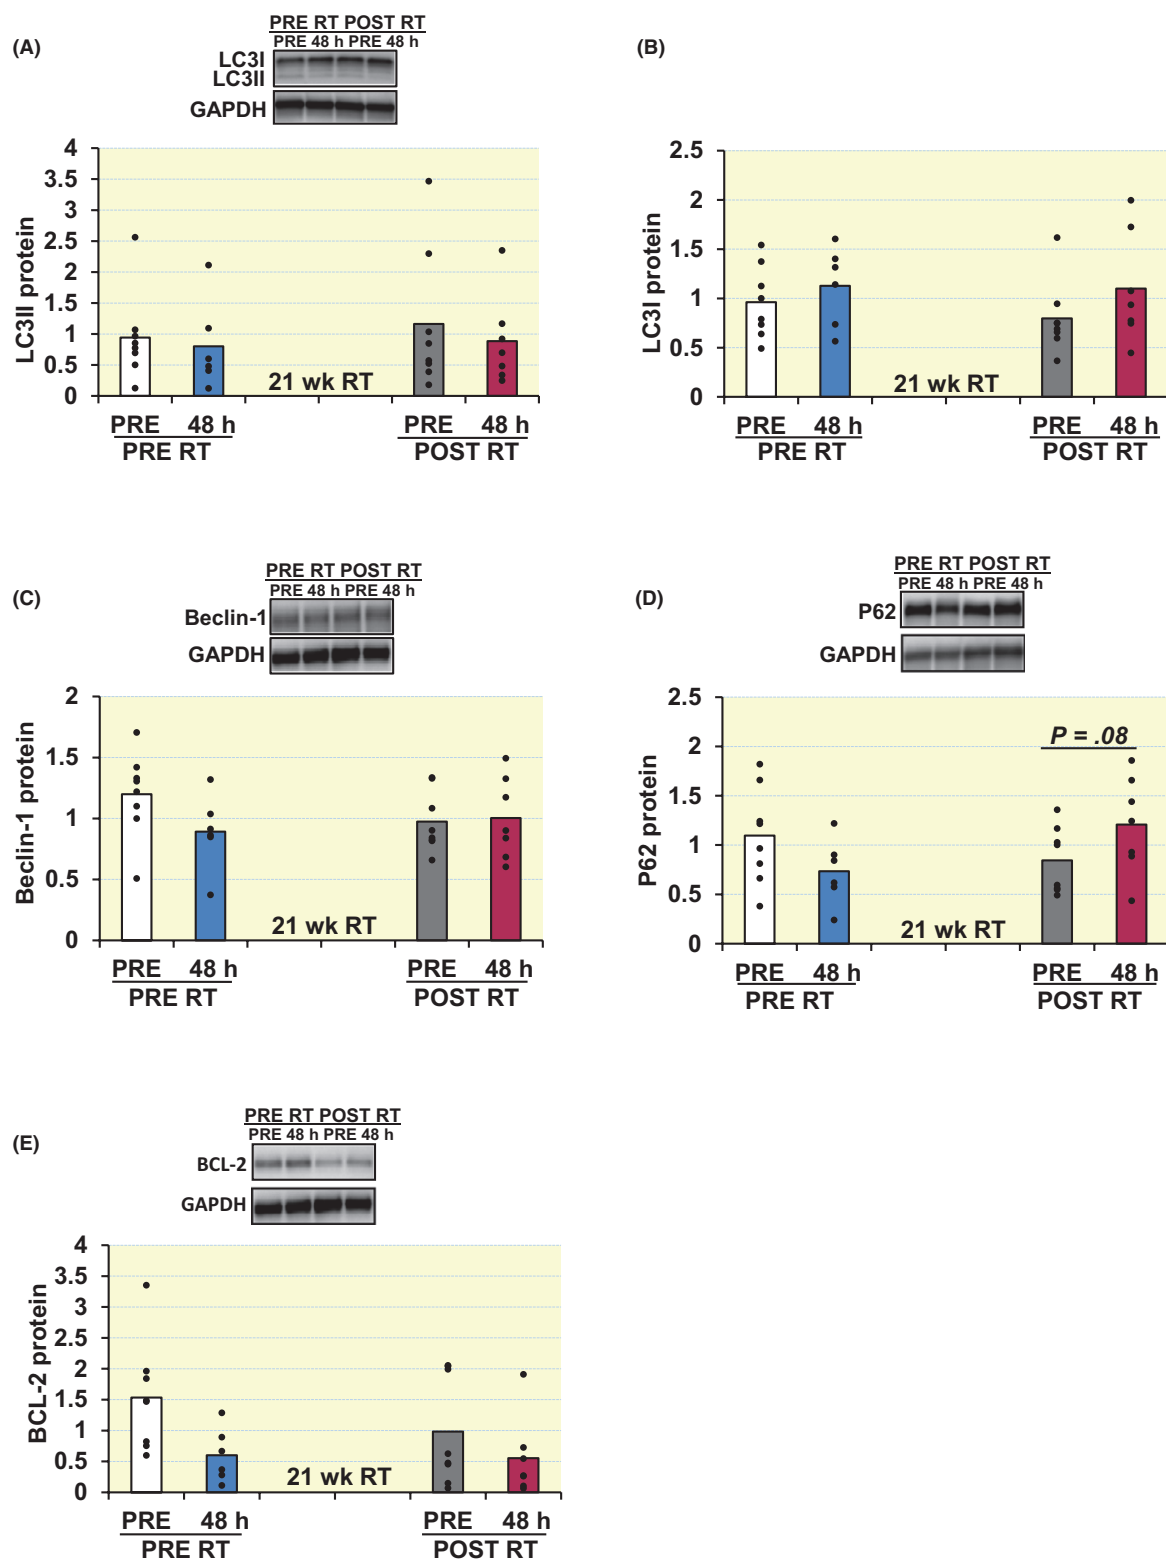 (A)
PRE RT POST RT
PRE 48 h PRE 48 h
LC3I
LC3II
GAPDH
4
3.5
3
2.5
2
1.5
1
0.5
0
LC3II protein
21 wk RT
PRE 48 h PRE 48 h
PRE RT POST RT
(B)
2.5
2
1.5
1
0.5
0
LC3I protein
21 wk RT
PRE 48 h PRE 48 h
PRE RT POST RT
(C)
PRE RT POST RT
PRE 48 h PRE 48 h
Beclin-1
GAPDH
2
1.5
1
0.5
0
Beclin-1 protein
21 wk RT
PRE 48 h PRE 48 h
PRE RT POST RT
(D)
PRE RT POST RT
PRE 48 h PRE 48 h
P62
GAPDH
2.5
2
1.5
1
0.5
0
P62 protein
P = .08
21 wk RT
PRE 48 h PRE 48 h
PRE RT POST RT
(E)
PRE RT POST RT
PRE 48 h PRE 48 h
BCL-2
GAPDH
4
3.5
3
2.5
2
1.5
1
0.5
0
BCL-2 protein
21 wk RT
PRE 48 h PRE 48 h
PRE RT POST RT